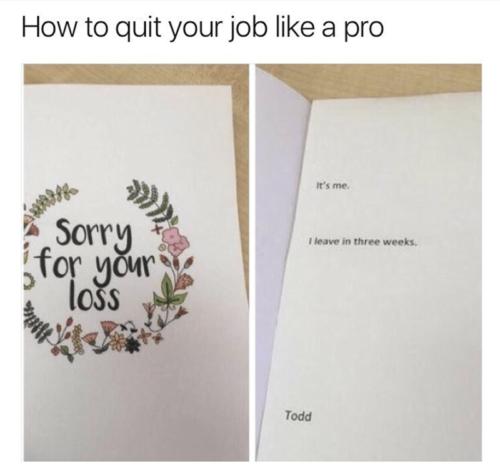 How to quit your job like a pro
Sorry
for your
loss
It's me.
I leave in three weeks.
Todd